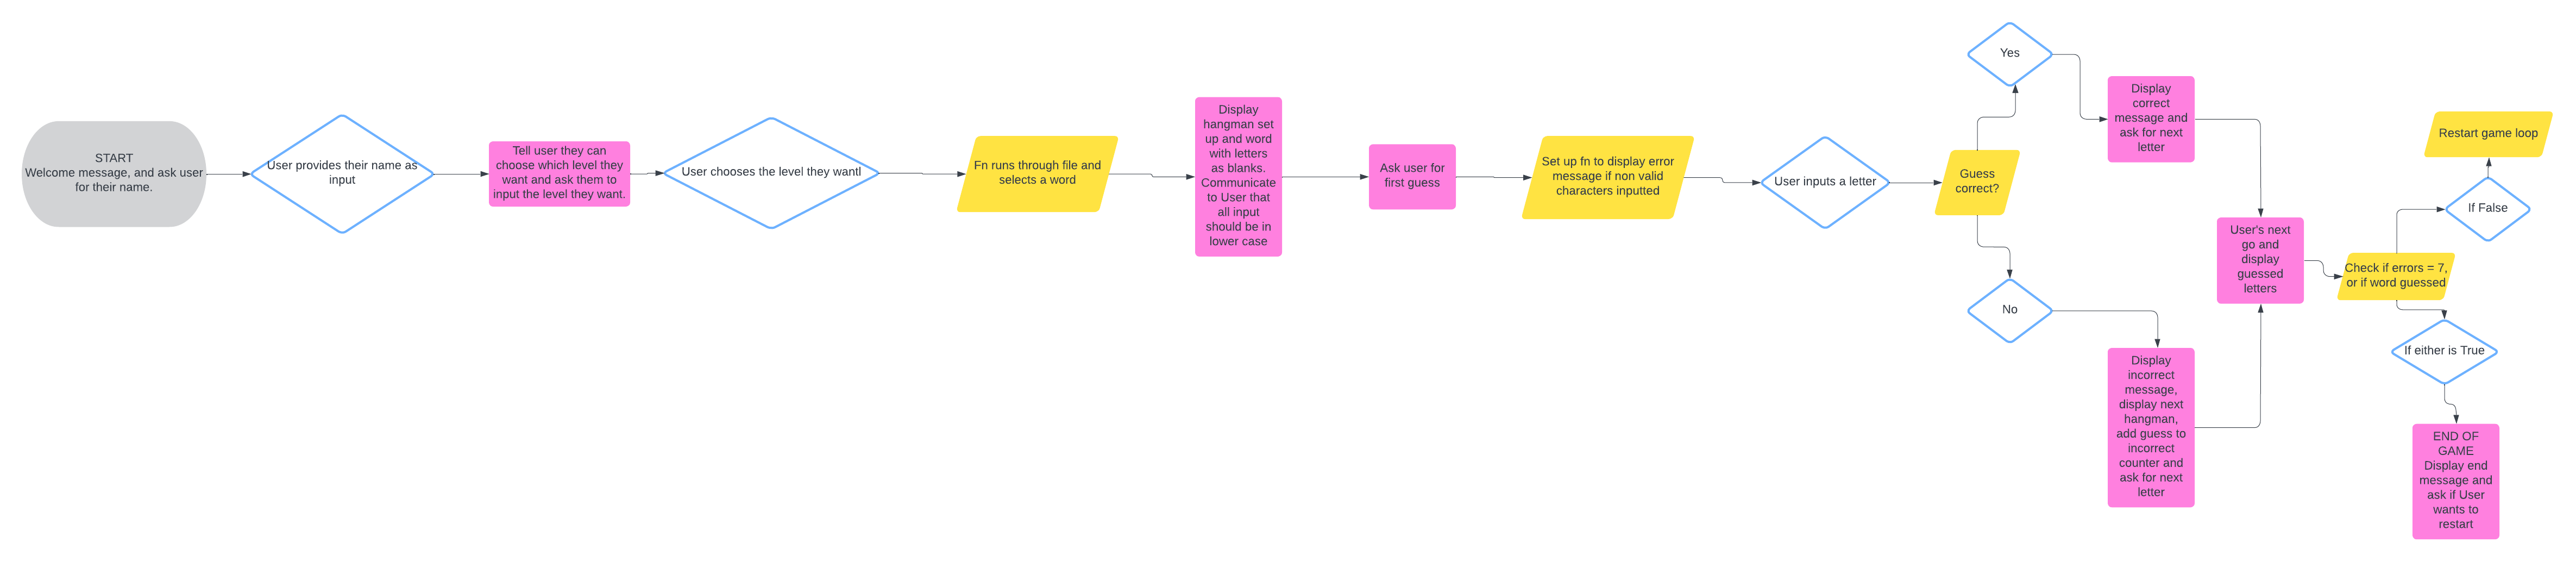 START
Welcome message, and ask user
for their name.
User provides their name as
input
Tell user they can
choose which level they
want and ask them to
input the level they want.
User chooses the level they wantl
Fn runs through file and
selects a word
Display
hangman set
up and word
with letters
as blanks.
Communicate
to User that
all input
should be in
lower case
Ask user for
first guess
Set up fn to display error
message if non valid
characters inputted
User inputs a letter
Guess
correct?
Yes
No
Display
correct
message and
ask for next
letter
Display
incorrect
message,
display next
hangman,
add guess to
incorrect
counter and
ask for next
letter
User's next
go and
display
guessed
letters
Check if errors = 7,
or if word guessed
If False
Restart game loop
If either is True
END OF
GAME
Display end
message and
ask if User
wants to
restart